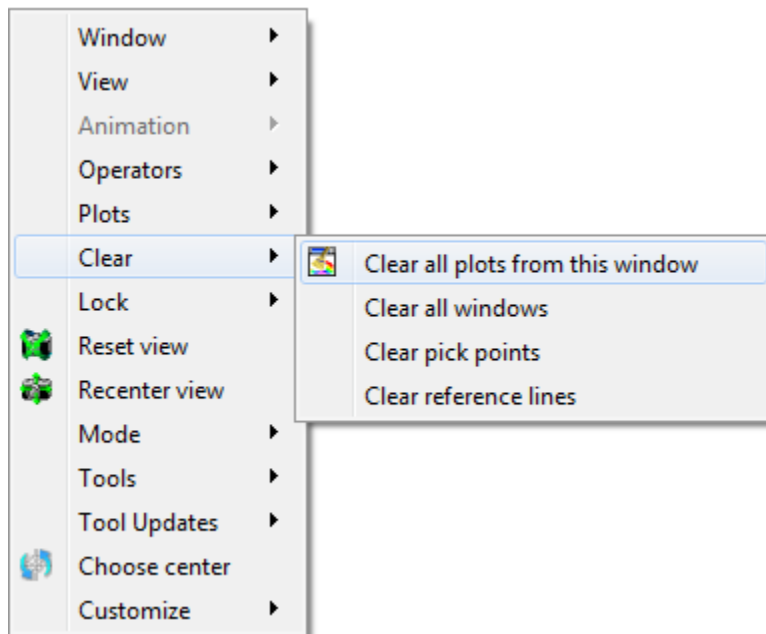 Window
View
Animation
Operators
Plots
Clear
Lock
Reset view
Recenter view
Mode
Tools
Tool Updates
Choose center
Customize
Clear all plots from this window
Clear all windows
Clear pick points
Clear reference lines